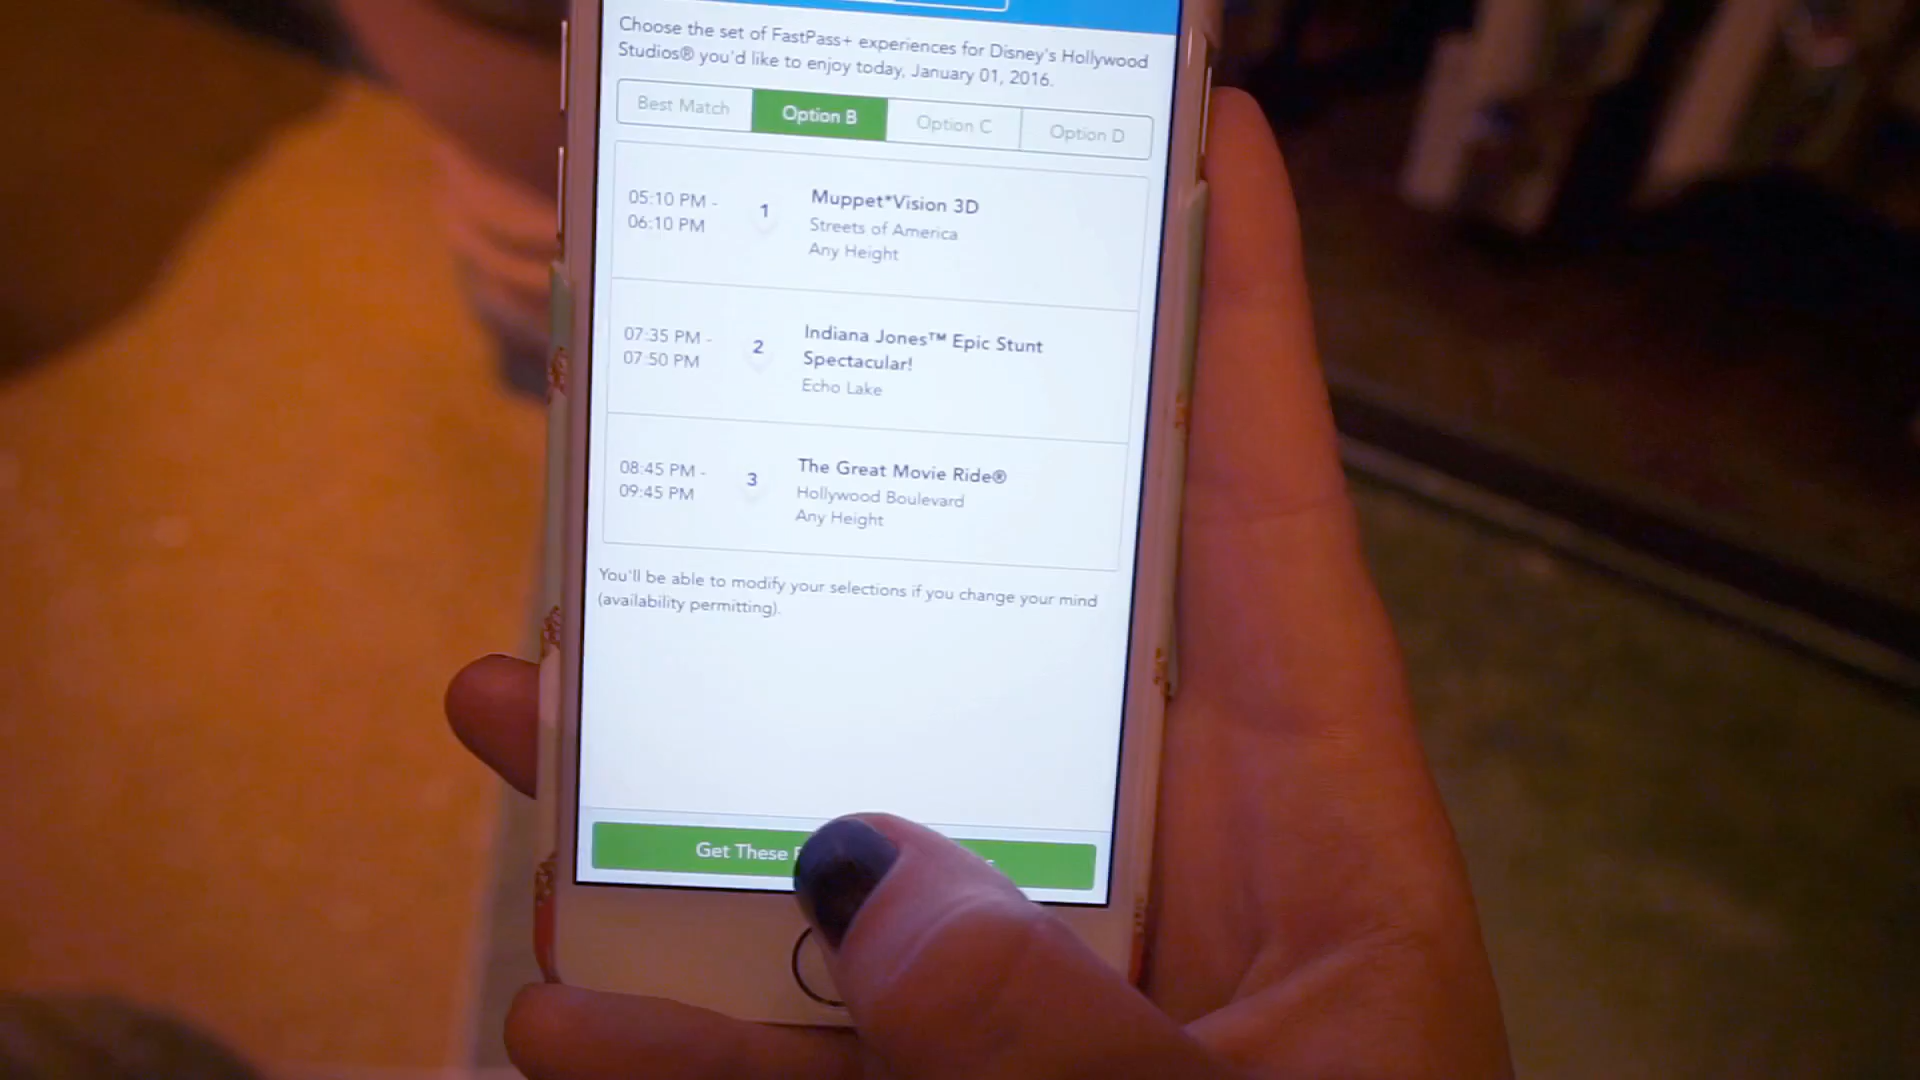 Choose the set of FastPass+ experiences for Disney's Hollywood
Studios® you'd like to enjoy today, January 01, 2016.
Best Match Option B Option C Option D
05:10 PM -
06:10 PM
1
Muppet*Vision 3D
Streets of America
Any Height
07:35 PM -
07:50 PM
2
Indiana Jones™ Epic Stunt
Spectacular!
Echo Lake
08:45 PM -
09:45 PM
3
The Great Movie Ride®
Hollywood Boulevard
Any Height
You'll be able to modify your selections if you change your mind
(availability permitting).
Get These